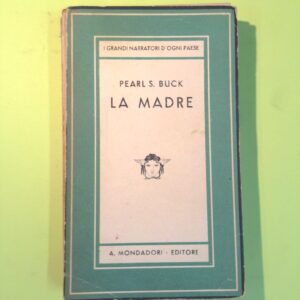 I GRANDI NARRATORI D'OGNI PAESE
PEARL S. BUCK
LA MADRE
A. MONDADORI - EDITORE